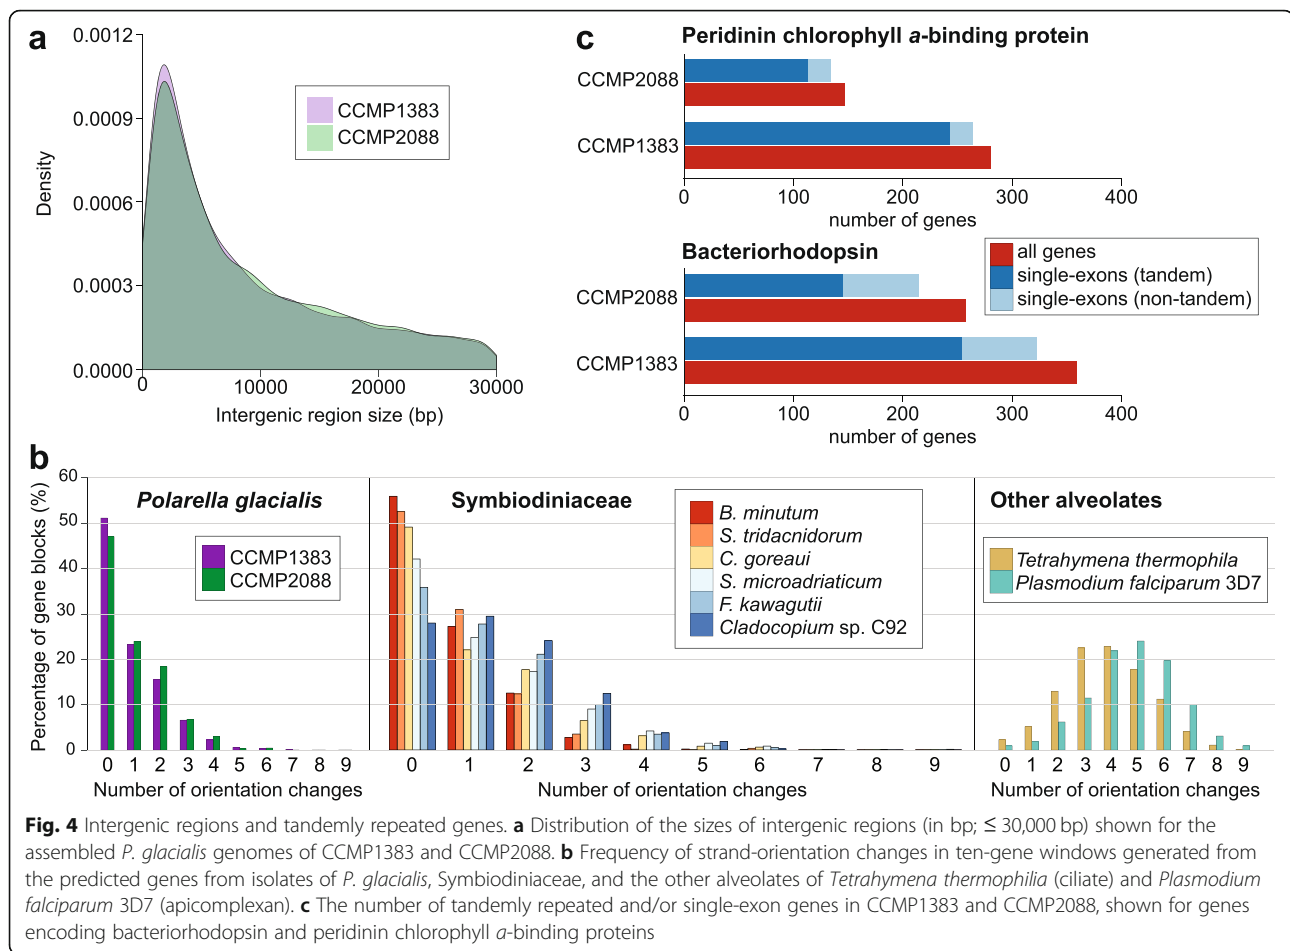 a
0.0012
0.0009
0.0006
0.0003
0.0000
Density
0 10000 20000 30000
Intergenic region size (bp)
CCMP1383
CCMP2088
c
Peridinin chlorophyll a-binding protein
CCMP2088
CCMP1383
0 100 200 300 400
number of genes
Bacteriorhodopsin
all genes
single-exons (tandem)
single-exons (non-tandem)
CCMP2088
CCMP1383
0 100 200 300 400
number of genes
b
Percentage of gene blocks (%)
60
50
40
30
20
10
0
Polarella glacialis
CCMP1383
CCMP2088
0 1 2 3 4 5 6 7 8 9
Number of orientation changes
Symbiodiniaceae
B. minutum
S. tridacnidorum
C. goreaui
S. microadriaticum
F. kawagutii
Cladocopium sp. C92
0 1 2 3 4 5 6 7 8 9
Number of orientation changes
Other alveolates
Tetrahymena thermophila
Plasmodium falciparum 3D7
0 1 2 3 4 5 6 7 8 9
Number of orientation changes
Fig. 4 Intergenic regions and tandemly repeated genes. a Distribution of the sizes of intergenic regions (in bp; ≤ 30,000 bp) shown for the
assembled P. glacialis genomes of CCMP1383 and CCMP2088. b Frequency of strand-orientation changes in ten-gene windows generated from
the predicted genes from isolates of P. glacialis, Symbiodiniaceae, and the other alveolates of Tetrahymena thermophilia (ciliate) and Plasmodium
falciparum 3D7 (apicomplexan). c The number of tandemly repeated and/or single-exon genes in CCMP1383 and CCMP2088, shown for genes
encoding bacteriorhodopsin and peridinin chlorophyll a-binding proteins